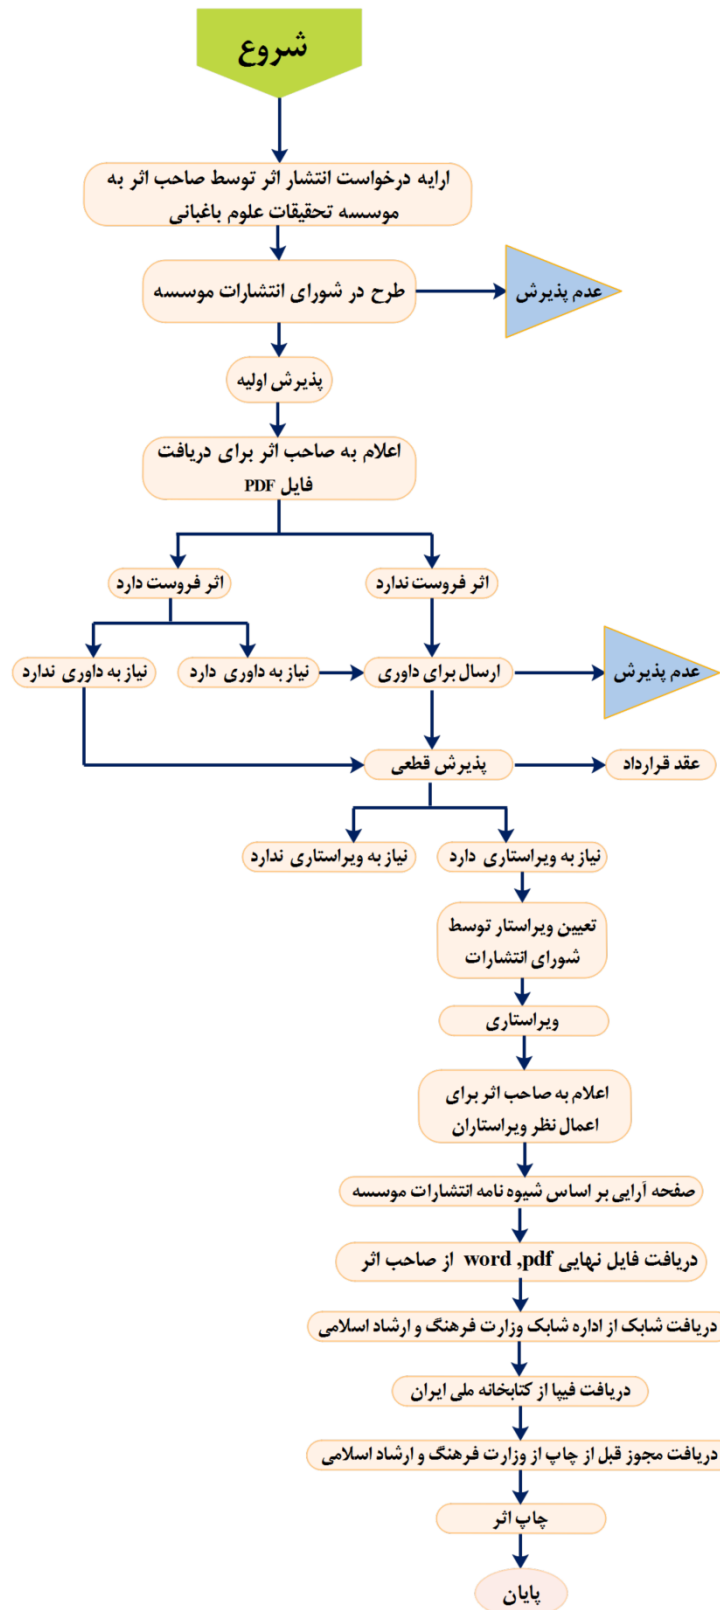 شروع
ارایه درخواست انتشار اثر توسط صاحب اثر به
موسسه تحقیقات علوم باغبانی
طرح در شورای انتشارات موسسه
عدم پذیرش
پذیرش اولیه
اعلام به صاحب اثر برای دریافت
فایل PDF
اثر فروست ندارد
اثر فروست دارد
عدم پذیرش
ارسال برای داوری
نیاز به داوری دارد
نیاز به داوری ندارد
عقد قرارداد
پذیرش قطعی
نیاز به ویراستاری دارد
نیاز به ویراستاری ندارد
تعیین ویراستار توسط
شورای انتشارات
ویراستاری
اعلام به صاحب اثر برای
اعمال نظر ویراستاران
صفحه آرایی بر اساس شیوه نامه انتشارات موسسه
دریافت فایل نهایی word ,pdf از صاحب اثر
دریافت شابک از اداره شابک وزارت فرهنگ و ارشاد اسلامی
دریافت فیپا از کتابخانه ملی ایران
دریافت مجوز قبل از چاپ از وزارت فرهنگ و ارشاد اسلامی
چاپ اثر
پایان